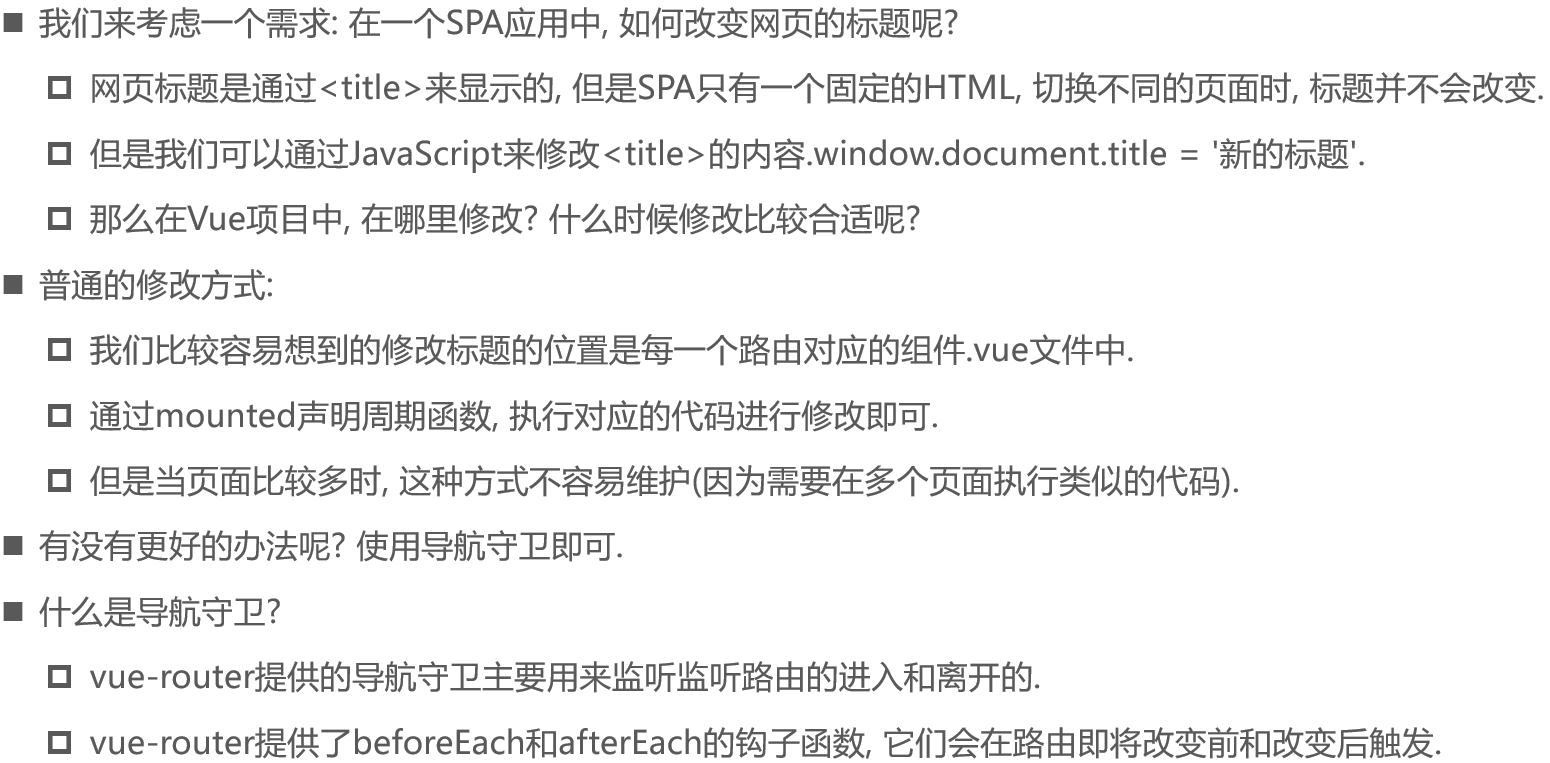 ■ 我们来考虑一个需求: 在一个SPA应用中, 如何改变网页的标题呢?
□ 网页标题是通过<title>来显示的, 但是SPA只有一个固定的HTML, 切换不同的页面时, 标题并不会改变.
□ 但是我们可以通过JavaScript来修改<title>的内容.window.document.title = '新的标题'.
□ 那么在Vue项目中, 在哪里修改? 什么时候修改比较合适呢?
■ 普通的修改方式:
□ 我们比较容易想到的修改标题的位置是每一个路由对应的组件.vue文件中.
□ 通过mounted声明周期函数, 执行对应的代码进行修改即可.
□ 但是当页面比较多时, 这种方式不容易维护(因为需要在多个页面执行类似的代码).
■ 有没有更好的办法呢? 使用导航守卫即可.
■ 什么是导航守卫?
□ vue-router提供的导航守卫主要用来监听监听路由的进入和离开的.
□ vue-router提供了beforeEach和afterEach的钩子函数, 它们会在路由即将改变前和改变后触发.